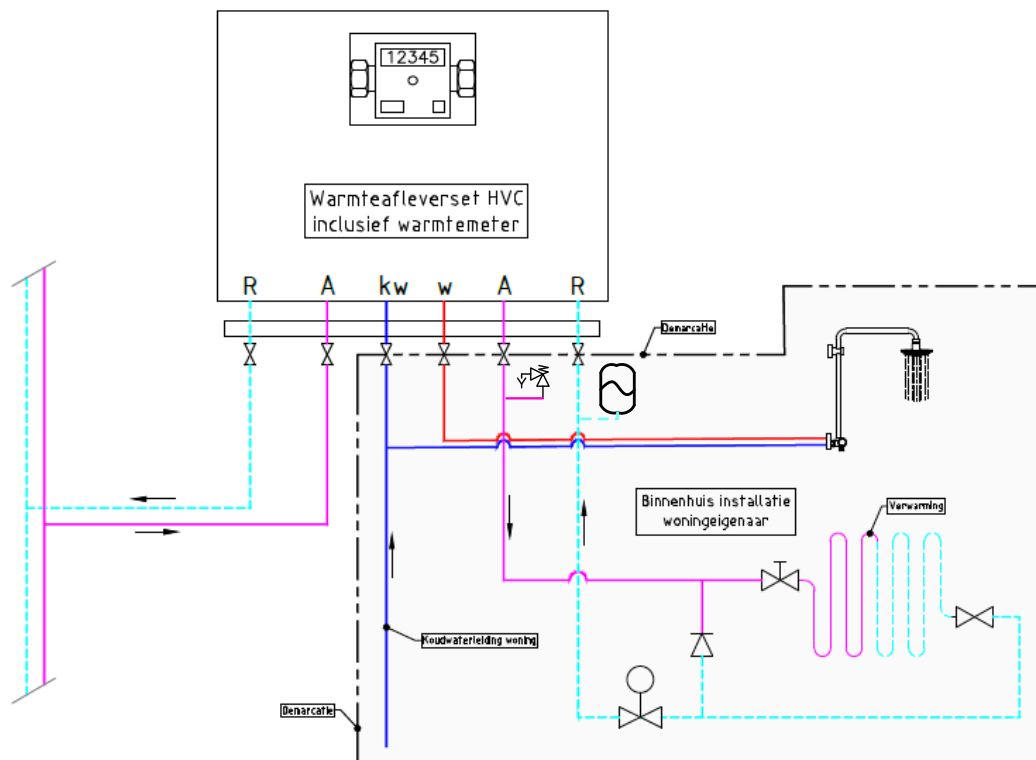 12345
Warmteafleverset HVC
inclusief warmtemeter
R A kw w A R
Demarcatie
Binnenhuis installatie
woningeigenaar
Verwarming
Koudwaterleiding woning
Demarcatie